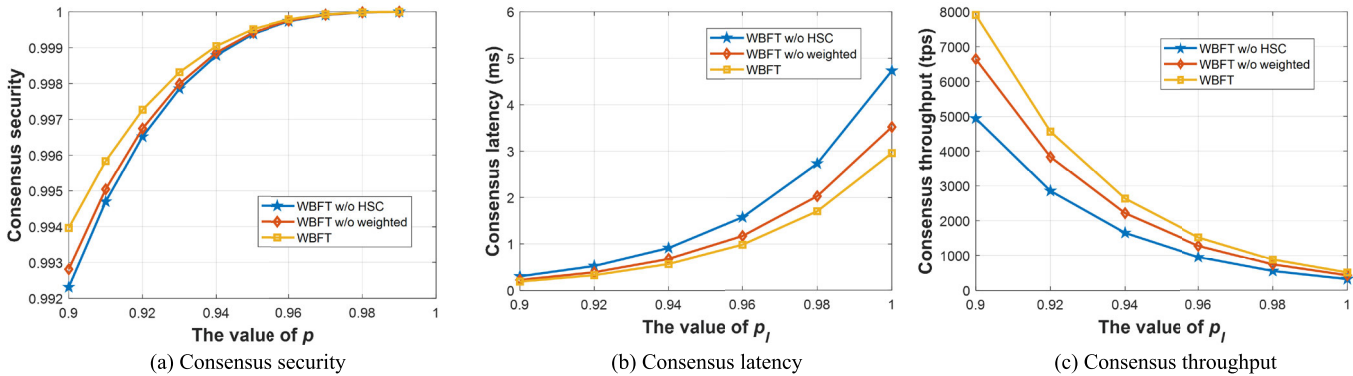 Consensus security
1
0.999
0.998
0.997
0.996
0.995
0.994
0.993
0.992
WBFT w/o HSC
WBFT w/o weighted
WBFT
0.9 0.92 0.94 0.96 0.98 1
The value of p
(a) Consensus security
Consensus latency (ms)
6
5
4
3
2
1
0
WBFT w/o HSC
WBFT w/o weighted
WBFT
0.9 0.92 0.94 0.96 0.98 1
The value of p_l
(b) Consensus latency
Consensus throughput (tps)
8000
7000
6000
5000
4000
3000
2000
1000
0
WBFT w/o HSC
WBFT w/o weighted
WBFT
0.9 0.92 0.94 0.96 0.98 1
The value of p_l
(c) Consensus throughput